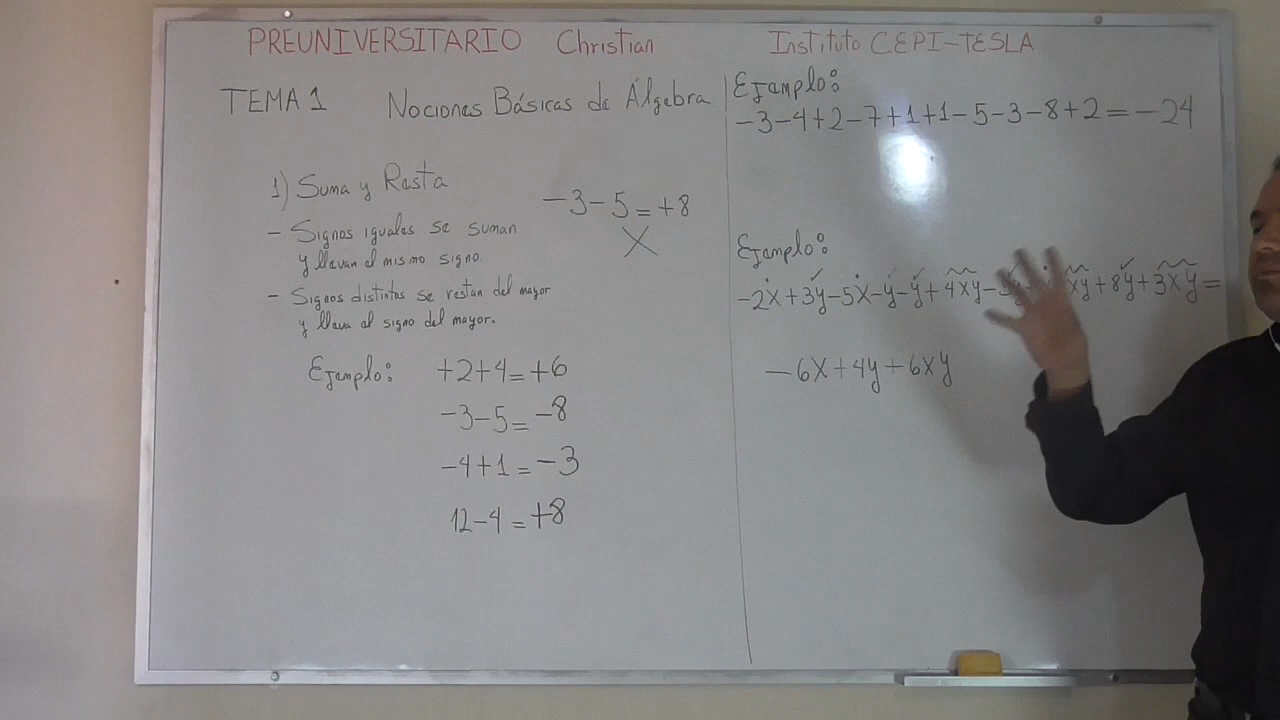 PREUNIVERSITARIO Christian Instituto CEPI-TESLA
TEMA 1 Nociones Básicas de Álgebra
1) Suma y Resta
-3-5=+8
X
- Signos iguales se suman
y llevan el mismo signo
- Signos distintos se restan del mayor
y lleva el signo del mayor.
Ejemplo: +2+4=+6
-3-5=-8
-4+1=-3
12-4=+8
Ejemplo:
-3-4+2-7+1+1-5-3-8+2=-24
Ejemplo:
-2x+3y-5x-y-y+4xy- xy+8y+3xy=
-6x+4y+6xy